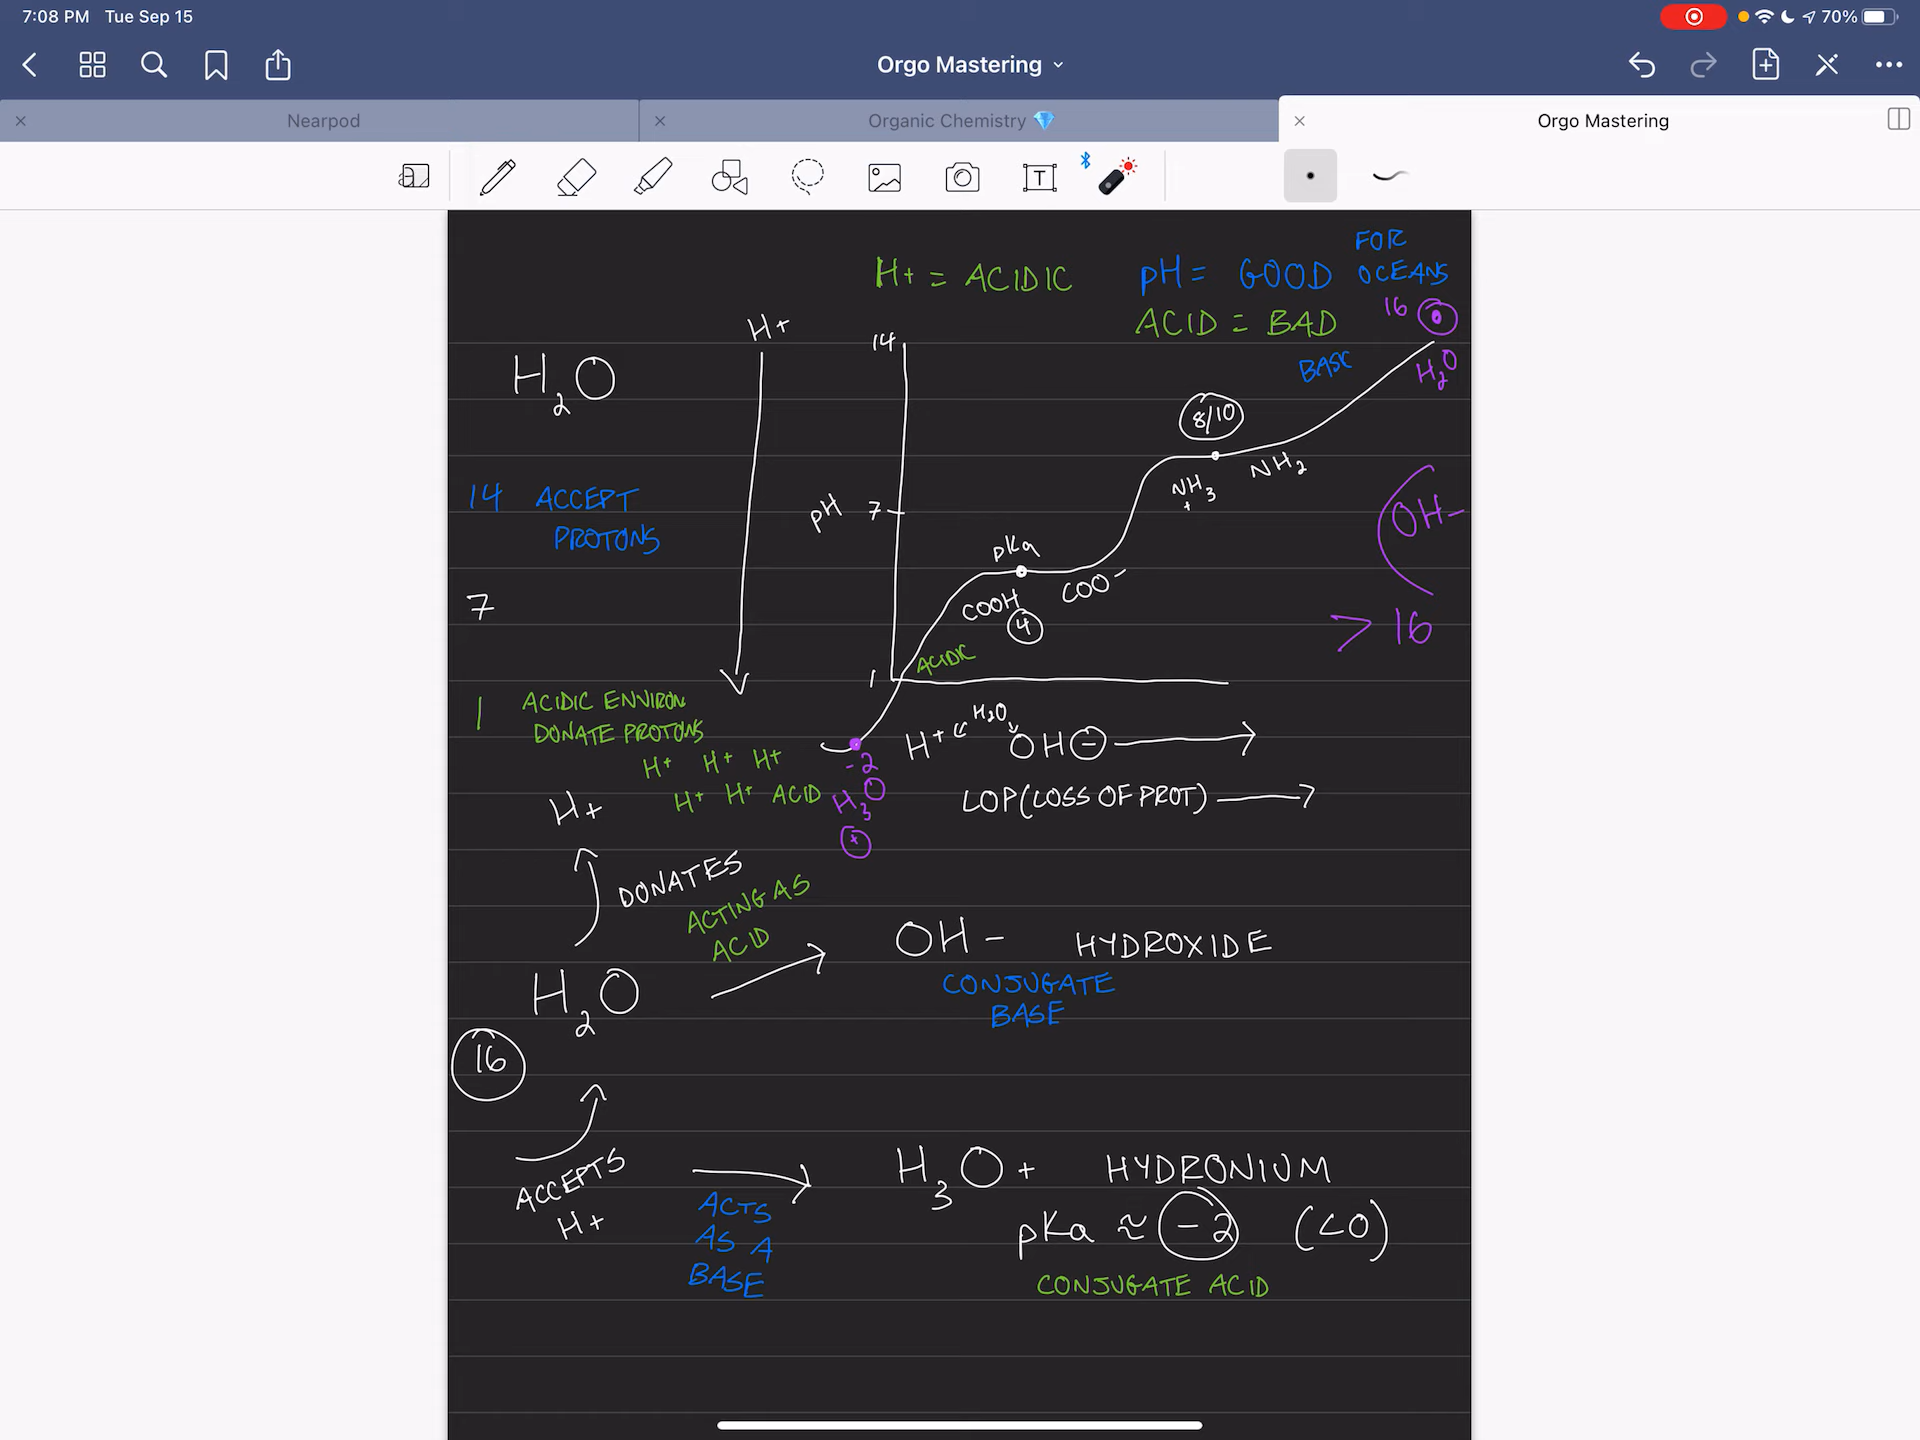 7:08 PM Tue Sep 15
70%
Orgo Mastering
Nearpod
Organic Chemistry 💎
Orgo Mastering
T
H+ = ACIDIC
pH = GOOD FOR OCEANS
ACID = BAD
16
H2O
BASC
H+
14
H2O
8/10
NH3
+
NH2
14 ACCEPT
PROTONS
pH 7
OH-
> 16
pKa
COOH
4
COO-
7
ACIDIC
1
1 ACIDIC ENVIRON
DONATE PROTONS
H+ H+ H+
H+ H+ ACID
-2
H3O
+
H+ H2O OH-
LOP(LOSS OF PROT)
H+
DONATES
ACTING AS
ACID
OH- HYDROXIDE
CONJUGATE
BASE
H2O
16
ACCEPTS
H+
ACTS
AS A
BASE
H3O+ HYDRONIUM
pKa ≈ -2 (<0)
CONJUGATE ACID